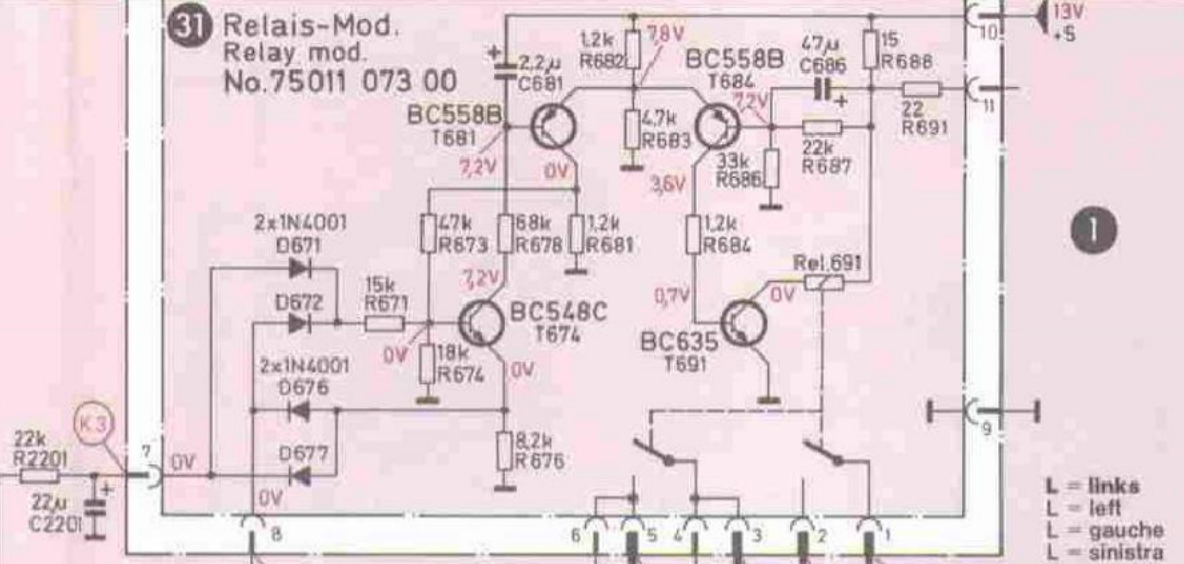 31 Relais-Mod.
Relay mod.
No.75011 073 00
13V
+5
10
11
1,2k
R682
7,8V
BC558B
T684
47µ
C686
15
R688
2,2µ
C681
BC558B
T681
7,2V
0V
4,7k
R683
7,2V
22k
R687
22
R691
33k
R686
3,6V
47k
R673
68k
R678
1,2k
R681
1,2k
R684
1
2x1N4001
D671
D672
15k
R671
7,2V
BC548C
T674
0V
18k
R674
0V
0,7V
Rel.691
0V
BC635
T691
2x1N4001
D676
D677
K3
22k
R2201
22µ
C2201
7
0V
0V
8,2k
R676
9
8
6
5
4
3
2
1
L = links
L = left
L = gauche
L = sinistra